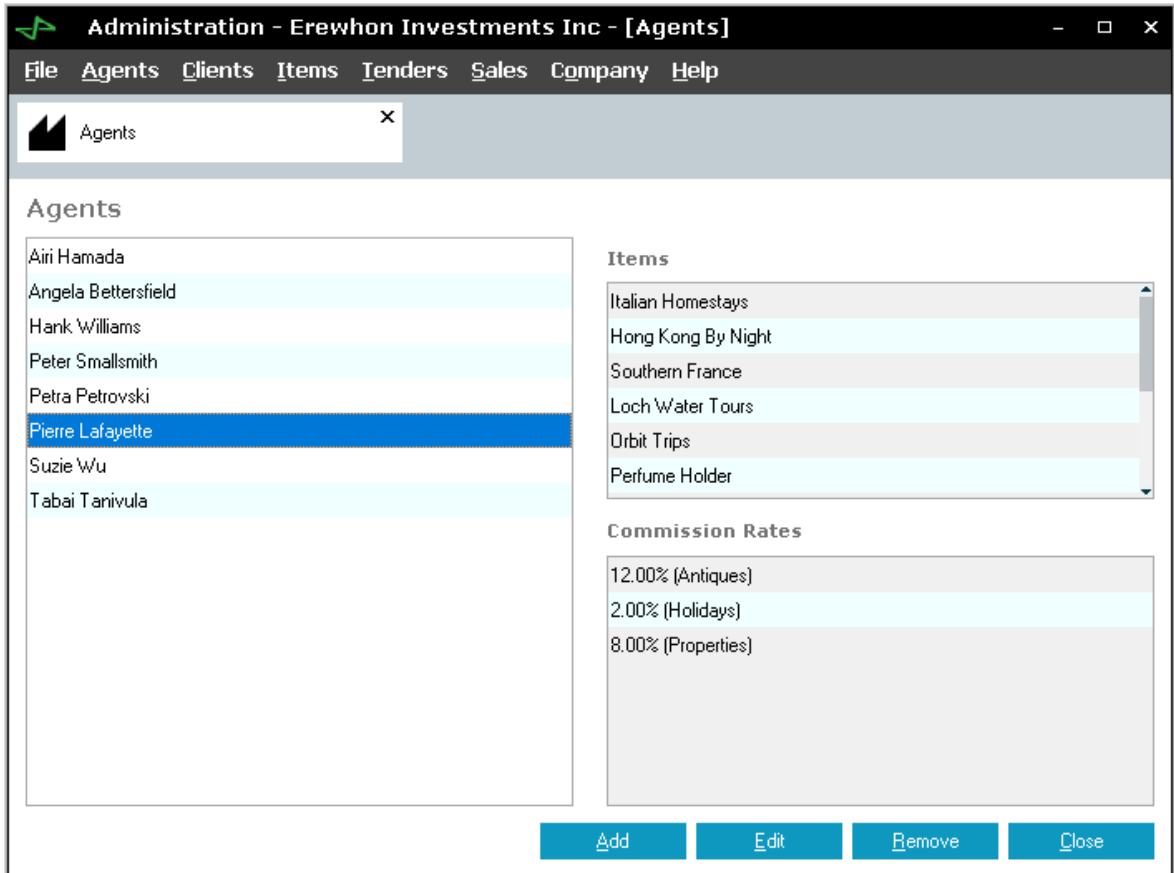 Administration - Erewhon Investments Inc - [Agents]
File Agents Clients Items Tenders Sales Company Help
Agents
Agents
Airi Hamada
Angela Bettersfield
Hank Williams
Peter Smallsmith
Petra Petrovski
Pierre Lafayette
Suzie Wu
Tabai Tanivula
Items
Italian Homestays
Hong Kong By Night
Southern France
Loch Water Tours
Orbit Trips
Perfume Holder
Commission Rates
12.00% (Antiques)
2.00% (Holidays)
8.00% (Properties)
Add Edit Remove Close